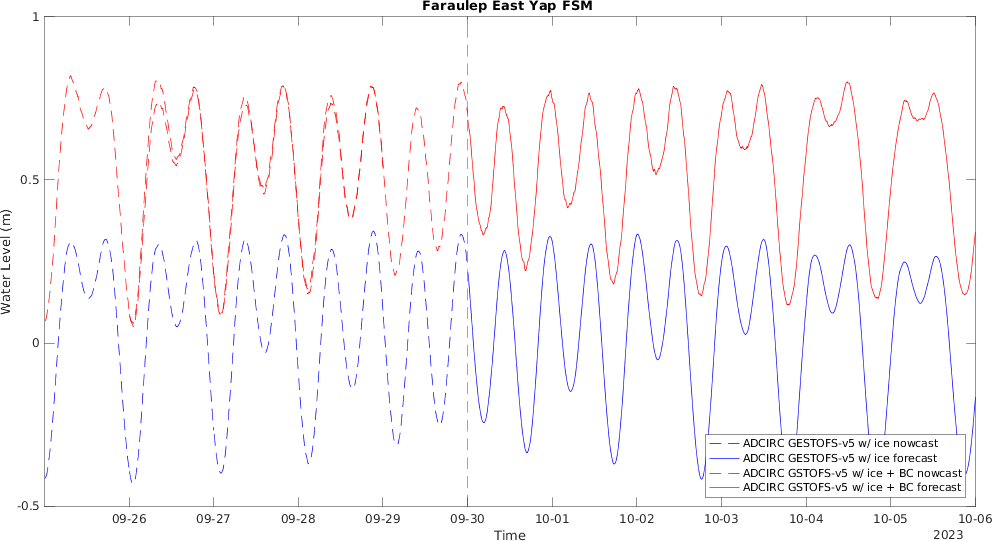 Faraulep East Yap FSM
1
0.5
0
-0.5
Water Level (m)
09-26
09-27
09-28
09-29
09-30
10-01
10-02
10-03
10-04
10-05
10-06
Time
2023
ADCIRC GESTOFS-v5 w/ ice nowcast
ADCIRC GESTOFS-v5 w/ ice forecast
ADCIRC GSTOFS-v5 w/ ice + BC nowcast
ADCIRC GSTOFS-v5 w/ ice + BC forecast